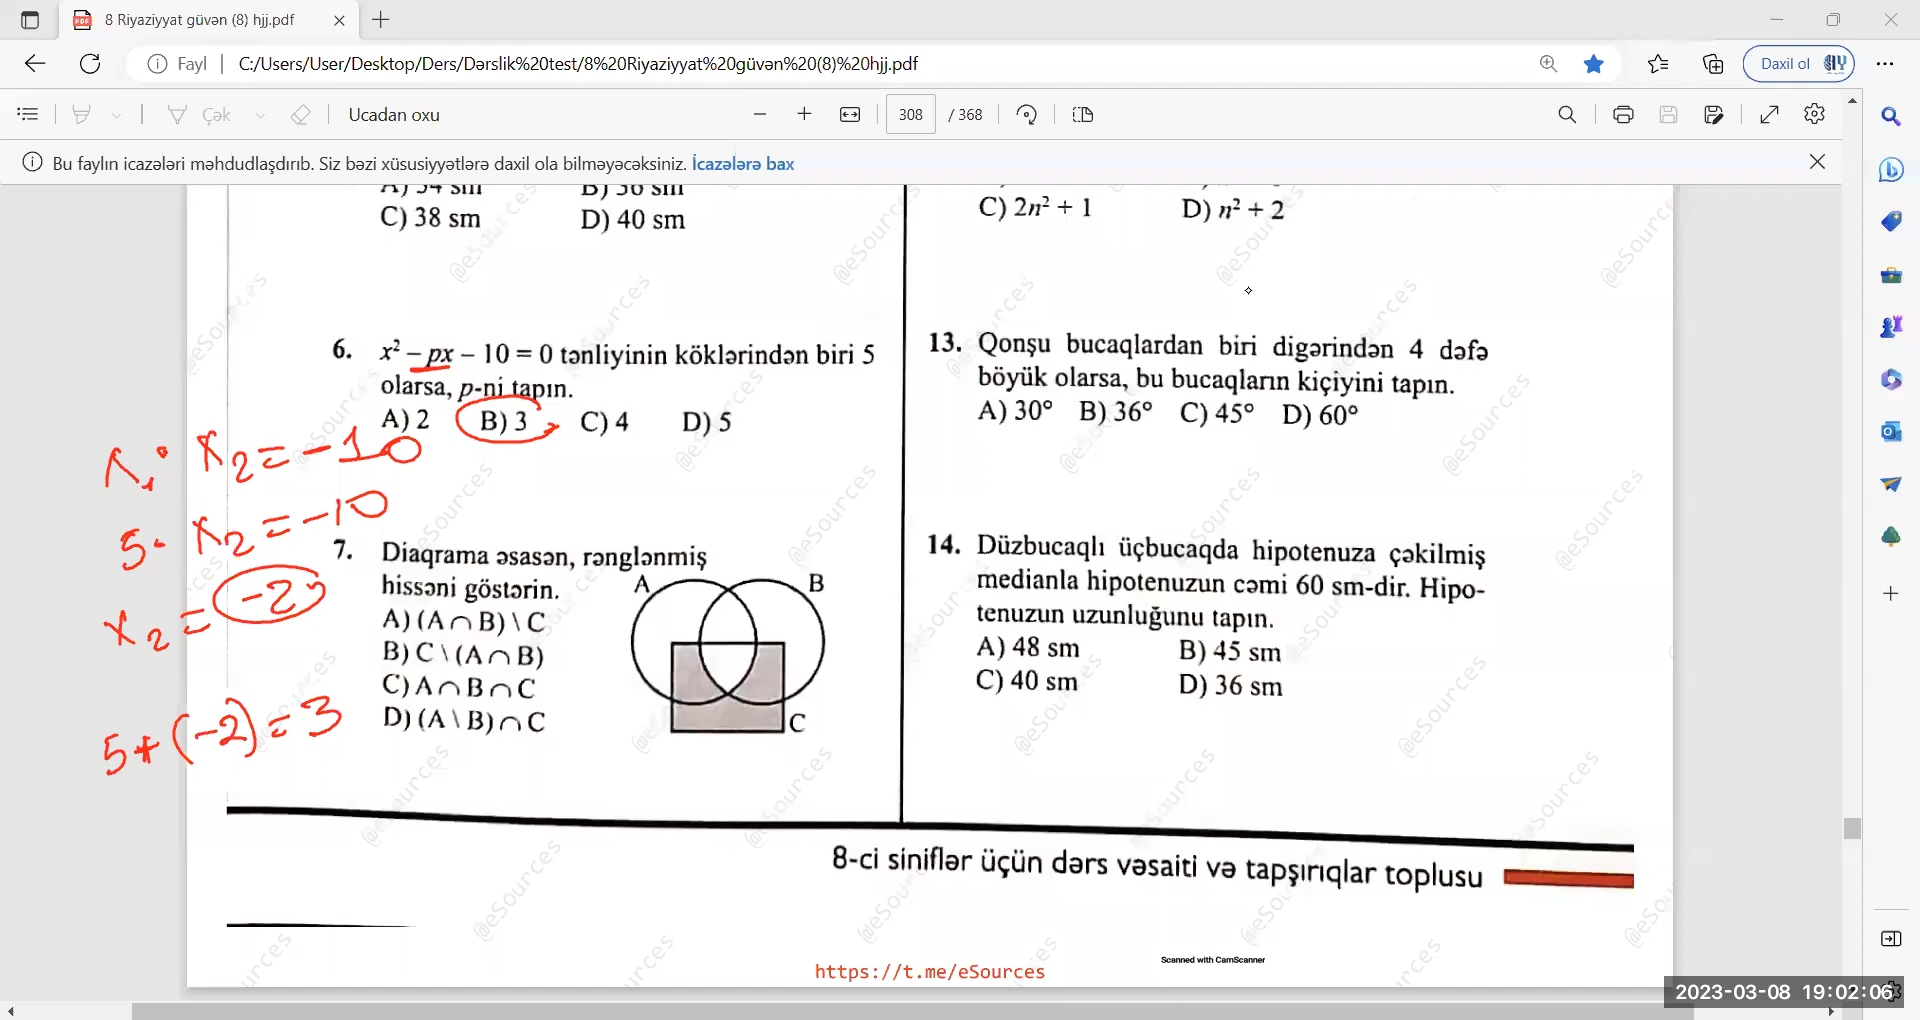 8 Riyaziyyat güvən (8) hjj.pdf
Fayl
C:/Users/User/Desktop/Ders/Dərslik%20test/8%20Riyaziyyat%20güvən%20(8)%20hjj.pdf
Daxil ol
Çək
Ucadan oxu
308 / 368
Bu faylın icazələri məhdudlaşdırıb. Siz bəzi xüsusiyyətlərə daxil ola bilməyəcəksiniz. İcazələrə bax
A) 34 sm B) 36 sm
C) 38 sm D) 40 sm
6. x² – px – 10 = 0 tənliyinin köklərindən biri 5
olarsa, p-ni tapın.
A) 2 B) 3 C) 4 D) 5
x₁ · x₂ = -10
5 · x₂ = -10
x₂ = -2
5 + (-2) = 3
7. Diaqrama əsasən, rənglənmiş
hissəni göstərin.
A) (A∩B) \ C
B) C \ (A∩B)
C) A∩B∩C
D) (A \ B)∩C
A
B
C
C) 2n² + 1 D) n² + 2
13. Qonşu bucaqlardan biri digərindən 4 dəfə
böyük olarsa, bu bucaqların kiçiyini tapın.
A) 30° B) 36° C) 45° D) 60°
14. Düzbucaqlı üçbucaqda hipotenuza çəkilmiş
medianla hipotenuzun cəmi 60 sm-dir. Hipo-
tenuzun uzunluğunu tapın.
A) 48 sm B) 45 sm
C) 40 sm D) 36 sm
8-ci siniflər üçün dərs vəsaiti və tapşırıqlar toplusu
Scanned with CamScanner
https://t.me/eSources
@eSources
2023-03-08 19:02:06